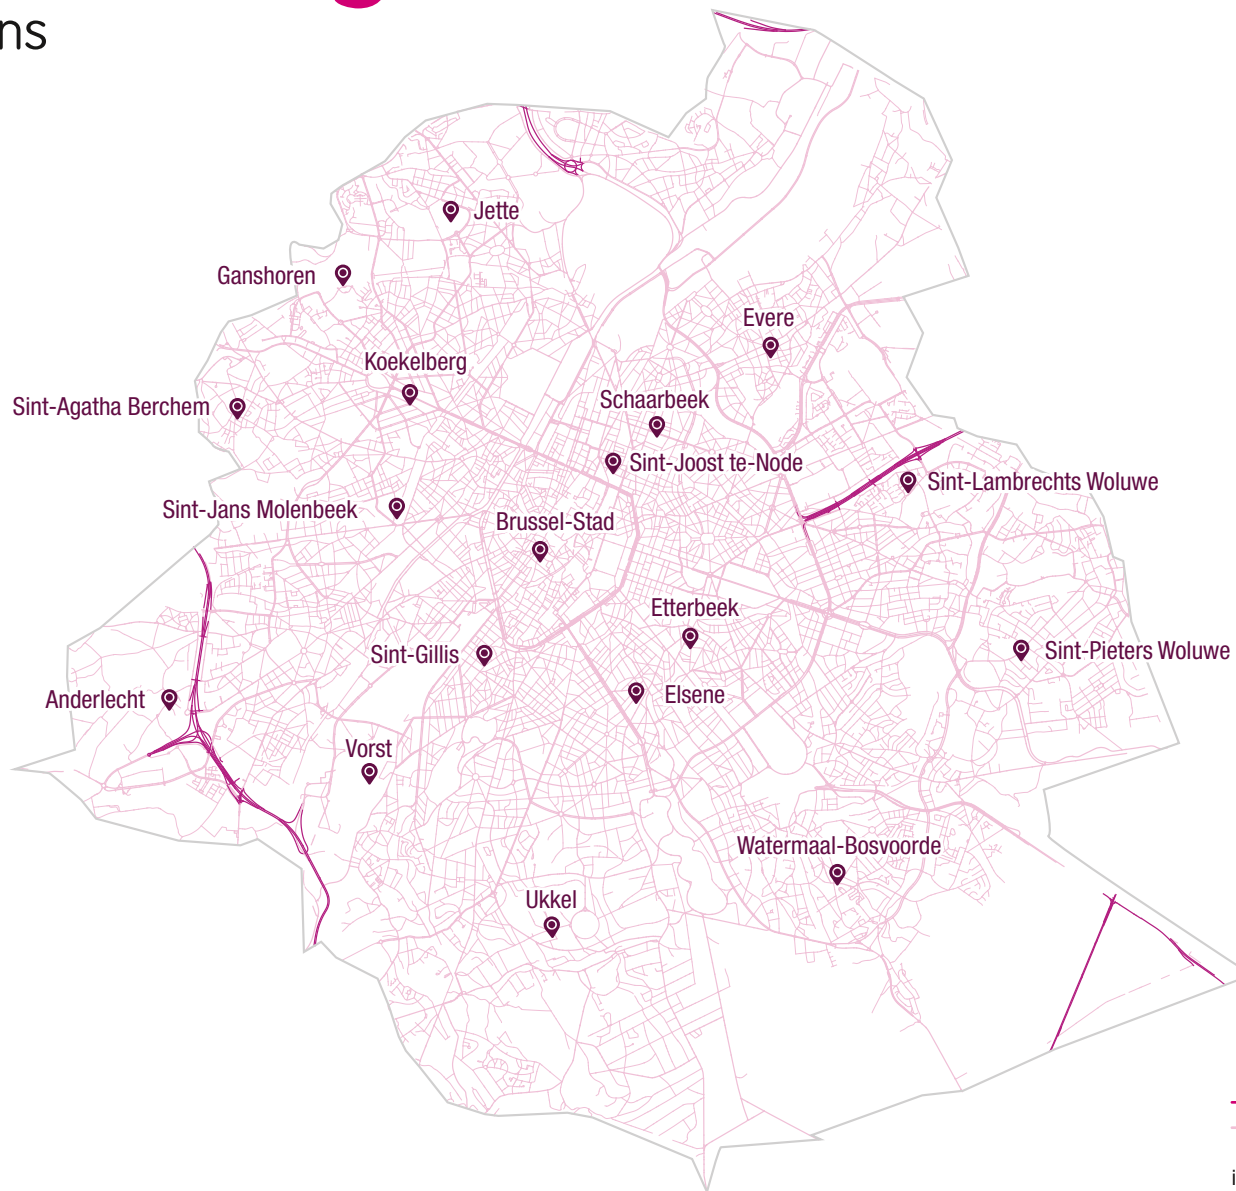 ns
Jette
Ganshoren
Evere
Koekelberg
Schaarbeek
Sint-Agatha Berchem
Sint-Joost te-Node
Sint-Lambrechts Woluwe
Sint-Jans Molenbeek
Brussel-Stad
Etterbeek
Sint-Gillis
Sint-Pieters Woluwe
Elsene
Anderlecht
Vorst
Watermaal-Bosvoorde
Ukkel
i